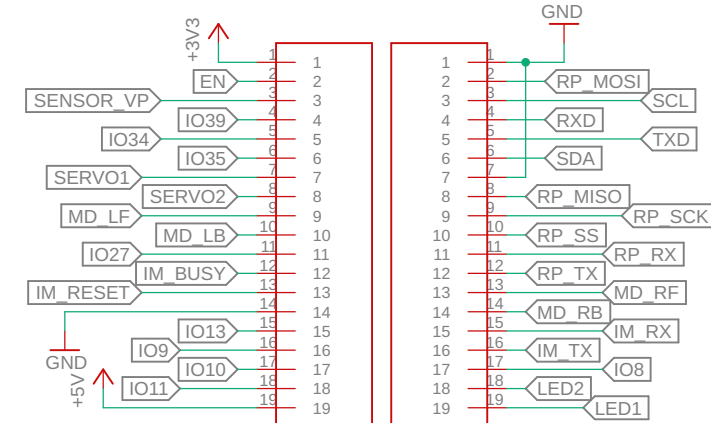 GND
+3V3
1 1 1 1
EN 2 2 2 2 RP_MOSI
SENSOR_VP 3 3 3 3 SCL
IO39 4 4 4 4 RXD
IO34 5 5 5 5 TXD
IO35 6 6 6 6 SDA
SERVO1 7 7 7 7
SERVO2 8 8 8 8 RP_MISO
MD_LF 9 9 9 9 RP_SCK
MD_LB 10 10 10 10 RP_SS
IO27 11 11 11 11 RP_RX
IM_BUSY 12 12 12 12 RP_TX
IM_RESET 13 13 13 13 MD_RF
14 14 14 14 MD_RB
IO13 15 15 15 15 IM_RX
IO9 16 16 16 16 IM_TX
GND IO10 17 17 17 17 IO8
+5V IO11 18 18 18 18 LED2
19 19 19 19 LED1